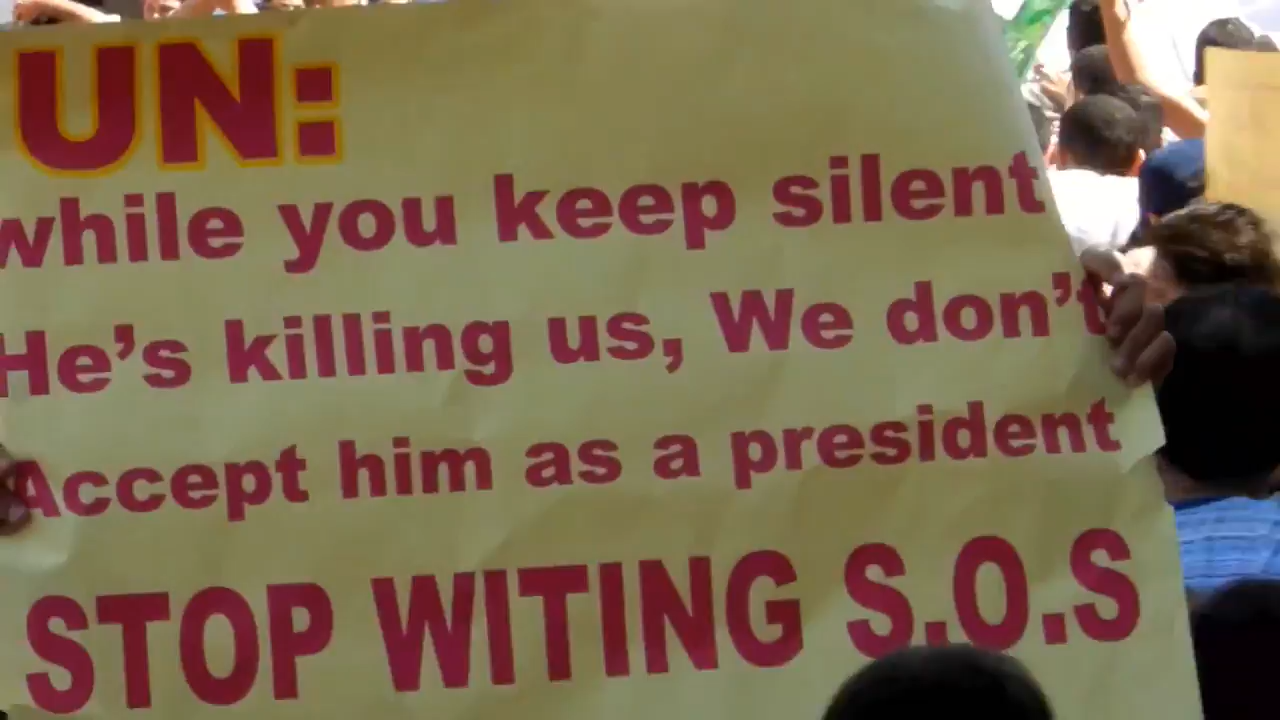 UN:
while you keep silent
He's killing us, We don't
Accept him as a president
STOP WITING S.O.S